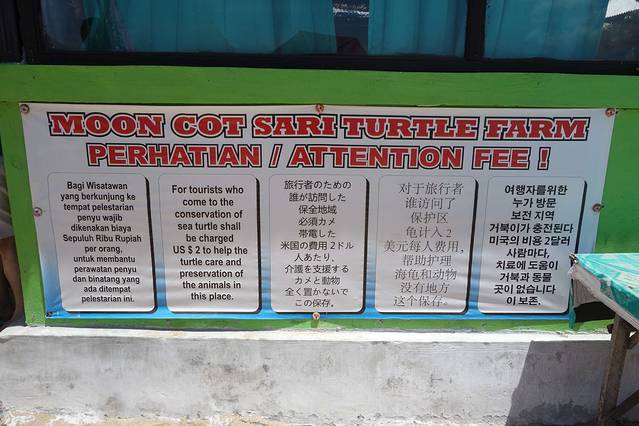 MOON COT SARI TURTLE FARM
PERHATIAN / ATTENTION FEE !
Bagi Wisatawan
yang berkunjung ke
tempat pelestarian
penyu wajib
dikenakan biaya
Sepuluh Ribu Rupiah
per orang,
untuk membantu
perawatan penyu
dan binatang yang
ada ditempat
pelestarian ini.
For tourists who
come to the
conservation of
sea turtle shall
be charged
US $ 2 to help the
turtle care and
preservation of
the animals in
this place.
旅行者のための
誰が訪問した
保全地域
必須カメ
帯電した
米国の費用 2ドル
人あたり、
介護を支援する
カメと動物
全く置かないで
この保存。
对于旅行者
谁访问了
保护区
龟计入 2
美元每人费用，
帮助护理
海龟和动物
没有地方
这个保存。
여행자를위한
누가 방문
보전 지역
거북이가 충전된다
미국의 비용 2달러
사람마다,
치료에 도움이
거북과 동물
곳이 없습니다
이 보존.